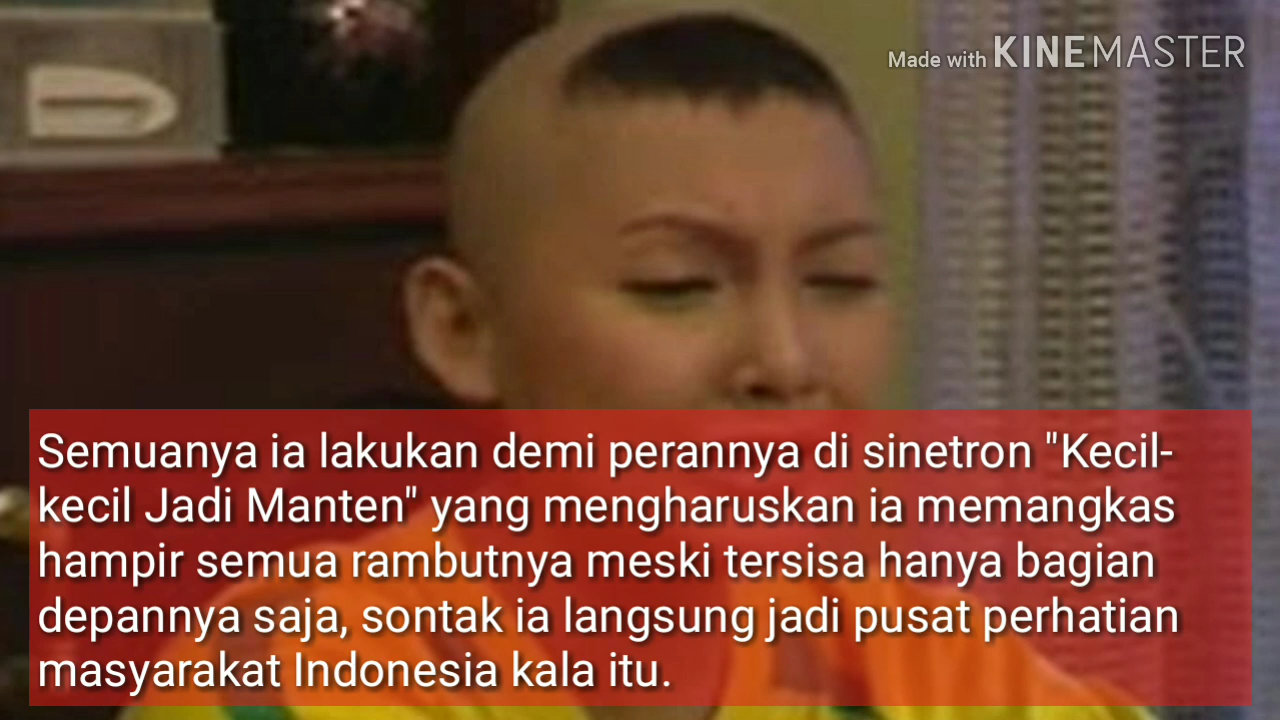 Made with KINEMASTER
Semuanya ia lakukan demi perannya di sinetron "Kecil-
kecil Jadi Manten" yang mengharuskan ia memangkas
hampir semua rambutnya meski tersisa hanya bagian
depannya saja, sontak ia langsung jadi pusat perhatian
masyarakat Indonesia kala itu.